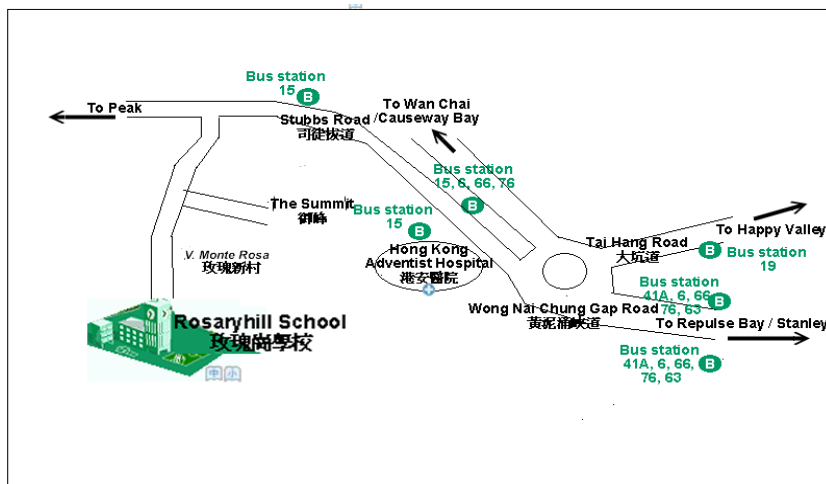 Bus station
15
B
To Peak
To Wan Chai
/Causeway Bay
Stubbs Road
司徒拔道
Bus station
15, 6, 66, 76
B
The Summit
御峰
Bus station
15
B
V. Monte Rosa
玫瑰新村
Hong Kong
Adventist Hospital
港安醫院
To Happy Valley
Tai Hang Road
大坑道
B
Bus station
19
Bus station
41A, 6, 66,
76, 63
B
Wong Nai Chung Gap Road
黃泥涌峽道
To Repulse Bay / Stanley
Rosaryhill School
玫瑰崗學校
中 小
Bus station
41A, 6, 66,
76, 63
B